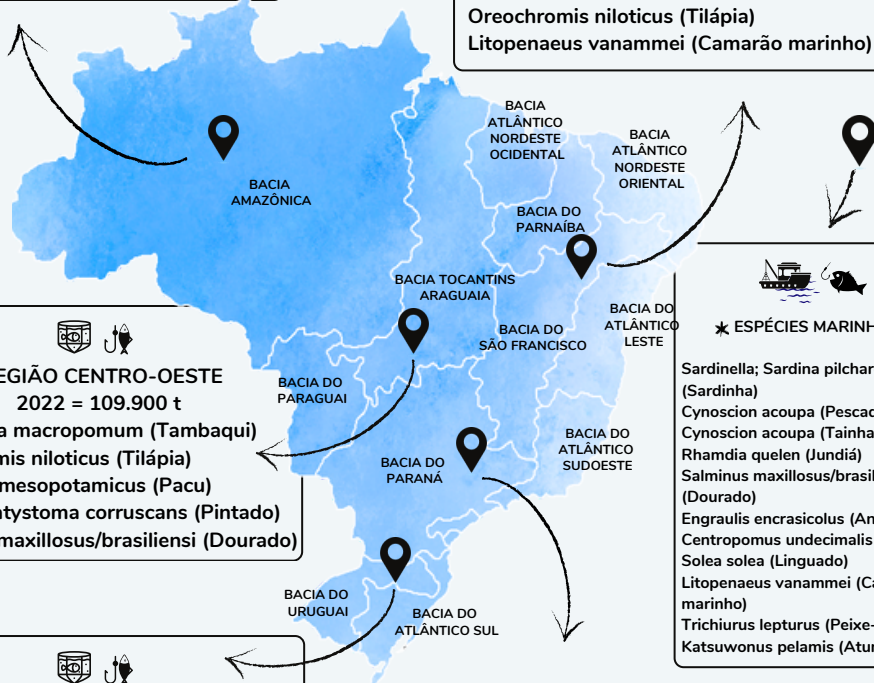 Oreochromis niloticus (Tilápia)
Litopenaeus vanammei (Camarão marinho)
BACIA
ATLÂNTICO
NORDESTE
OCIDENTAL
BACIA
ATLÂNTICO
NORDESTE
ORIENTAL
BACIA
AMAZÔNICA
BACIA DO
PARNAÍBA
BACIA TOCANTINS
ARAGUAIA
BACIA DO
SÃO FRANCISCO
BACIA DO
ATLÂNTICO
LESTE
BACIA DO
PARAGUAI
BACIA DO
ATLÂNTICO
SUDOESTE
BACIA DO
PARANÁ
BACIA DO
URUGUAI
BACIA DO
ATLÂNTICO SUL
EGIÃO CENTRO-OESTE
2022 = 109.900 t
a macropomum (Tambaqui)
mis niloticus (Tilápia)
mesopotamicus (Pacu)
atystoma corruscans (Pintado)
maxillosus/brasiliensi (Dourado)
ESPÉCIES MARINH
Sardinella; Sardina pilchar
(Sardinha)
Cynoscion acoupa (Pescad
Cynoscion acoupa (Tainha
Rhamdia quelen (Jundiá)
Salminus maxillosus/brasil
(Dourado)
Engraulis encrasicolus (An
Centropomus undecimalis
Solea solea (Linguado)
Litopenaeus vanammei (Ca
marinho)
Trichiurus lepturus (Peixe-
Katsuwonus pelamis (Atu